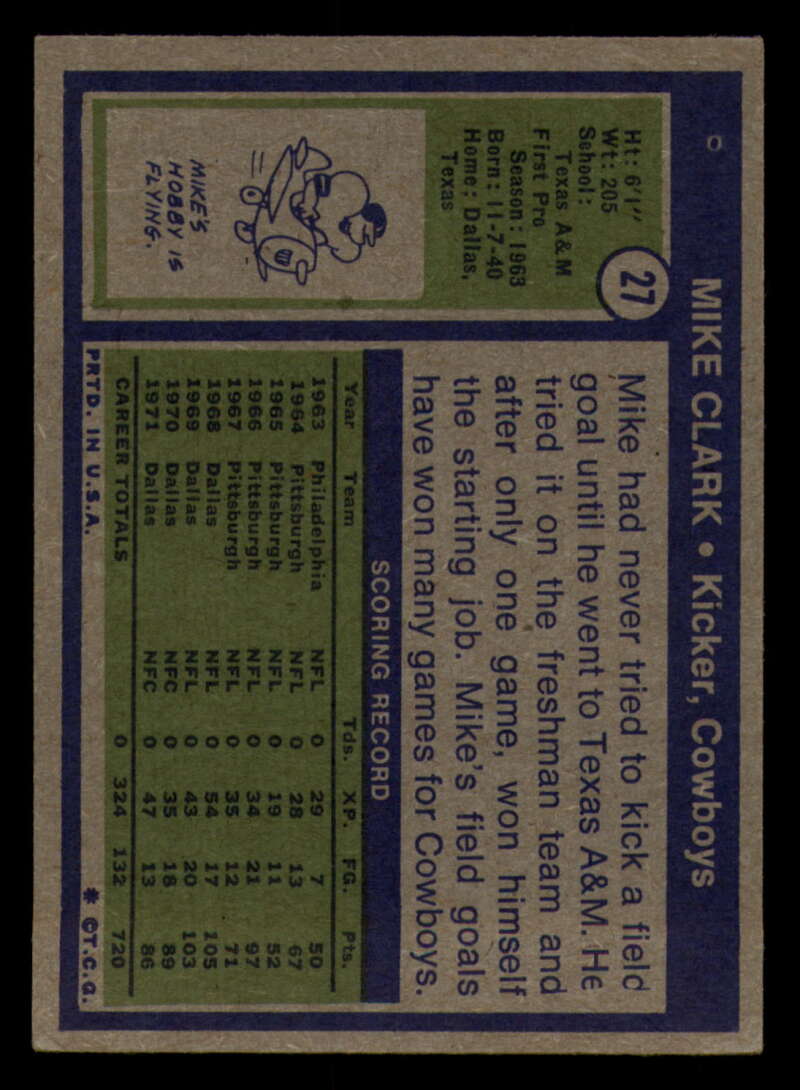 MIKE CLARK • Kicker, Cowboys
27
Ht: 6'1"
Wt: 205
School:
Texas A & M
First Pro
Season: 1963
Born: 11-7-40
Home: Dallas,
Texas
MIKE'S
HOBBY IS
FLYING.
Mike had never tried to kick a field
goal until he went to Texas A&M. He
tried it on the freshman team and
after only one game, won himself
the starting job. Mike's field goals
have won many games for Cowboys.
SCORING RECORD
Year Team Tds. XP. FG. Pts.
1963 Philadelphia NFL 0 29 7 50
1964 Pittsburgh NFL 0 28 13 67
1965 Pittsburgh NFL 0 19 11 52
1966 Pittsburgh NFL 0 34 21 97
1967 Pittsburgh NFL 0 35 12 71
1968 Dallas NFL 0 54 17 105
1969 Dallas NFL 0 43 20 103
1970 Dallas NFC 0 35 18 89
1971 Dallas NFC 0 47 13 86
CAREER TOTALS 0 324 132 720
PRTD. IN U.S.A. * ©T.C.G.